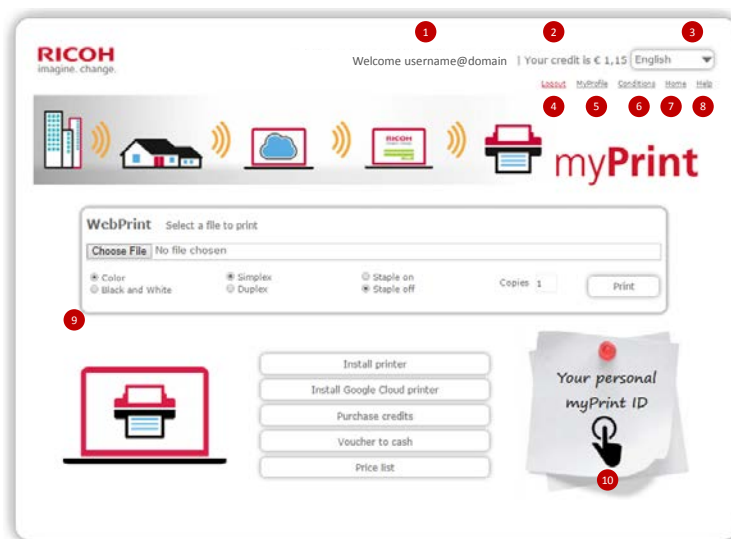 1 2 3
RICOH
imagine. change.
Welcome username@domain | Your credit is € 1,15 English
Logout MyProfile Conditions Home Help
4 5 6 7 8
RICOH
myPrint
WebPrint Select a file to print
Choose File No file chosen
Color Simplex Staple on Copies 1 Print
Black and White Duplex Staple off
9
Install printer
Install Google Cloud printer
Purchase credits
Voucher to cash
Price list
Your personal
myPrint ID
10